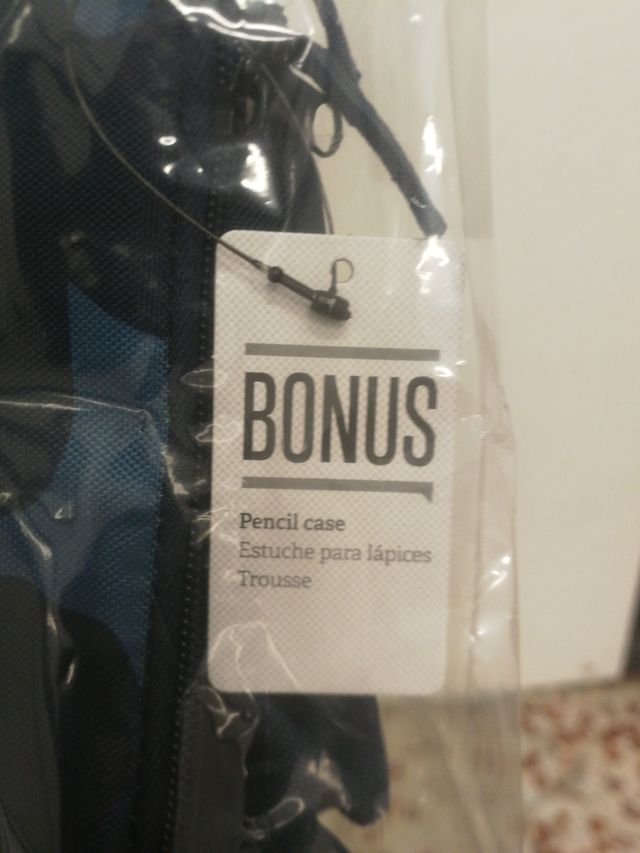 BONUS
Pencil case
Estuche para lápices
Trousse